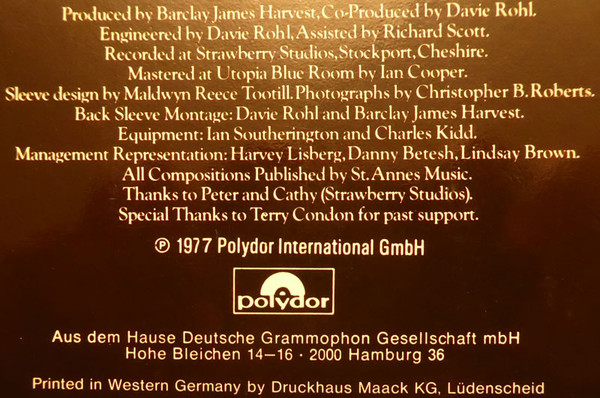 Produced by Barclay James Harvest, Co-Produced by Davie Rohl.
Engineered by Davie Rohl, Assisted by Richard Scott.
Recorded at Strawberry Studios, Stockport, Cheshire.
Mastered at Utopia Blue Room by Ian Cooper.
Sleeve design by Maldwyn Reece Tootill. Photographs by Christopher B. Roberts.
Back Sleeve Montage: Davie Rohl and Barclay James Harvest.
Equipment: Ian Southerington and Charles Kidd.
Management Representation: Harvey Lisberg, Danny Betesh, Lindsay Brown.
All Compositions Published by St. Annes Music.
Thanks to Peter and Cathy (Strawberry Studios).
Special Thanks to Terry Condon for past support.
℗ 1977 Polydor International GmbH
polydor
Aus dem Hause Deutsche Grammophon Gesellschaft mbH
Hohe Bleichen 14–16 · 2000 Hamburg 36
Printed in Western Germany by Druckhaus Maack KG, Lüdenscheid